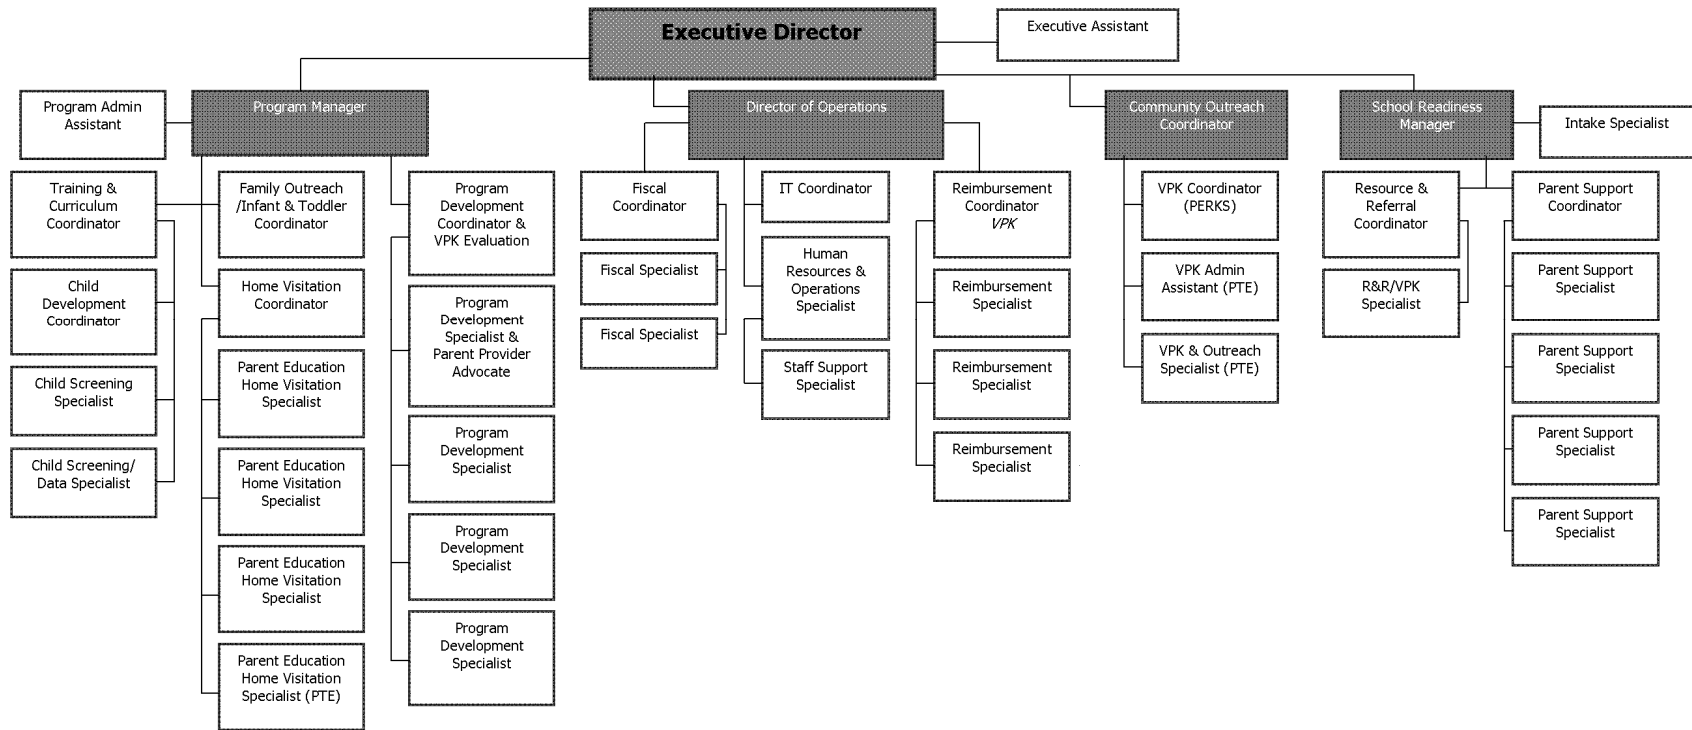 Executive Director
Executive Assistant
Program Admin
Assistant
Program Manager
Director of Operations
Community Outreach
Coordinator
School Readiness
Manager
Intake Specialist
Training &
Curriculum
Coordinator
Child
Development
Coordinator
Child Screening
Specialist
Child Screening/
Data Specialist
Family Outreach
/Infant & Toddler
Coordinator
Home Visitation
Coordinator
Parent Education
Home Visitation
Specialist
Parent Education
Home Visitation
Specialist
Parent Education
Home Visitation
Specialist
Parent Education
Home Visitation
Specialist (PTE)
Program
Development
Coordinator &
VPK Evaluation
Program
Development
Specialist &
Parent Provider
Advocate
Program
Development
Specialist
Program
Development
Specialist
Program
Development
Specialist
Fiscal
Coordinator
Fiscal Specialist
Fiscal Specialist
IT Coordinator
Human
Resources &
Operations
Specialist
Staff Support
Specialist
Reimbursement
Coordinator
VPK
Reimbursement
Specialist
Reimbursement
Specialist
Reimbursement
Specialist
VPK Coordinator
(PERKS)
VPK Admin
Assistant (PTE)
VPK & Outreach
Specialist (PTE)
Resource &
Referral
Coordinator
R&R/VPK
Specialist
Parent Support
Coordinator
Parent Support
Specialist
Parent Support
Specialist
Parent Support
Specialist
Parent Support
Specialist